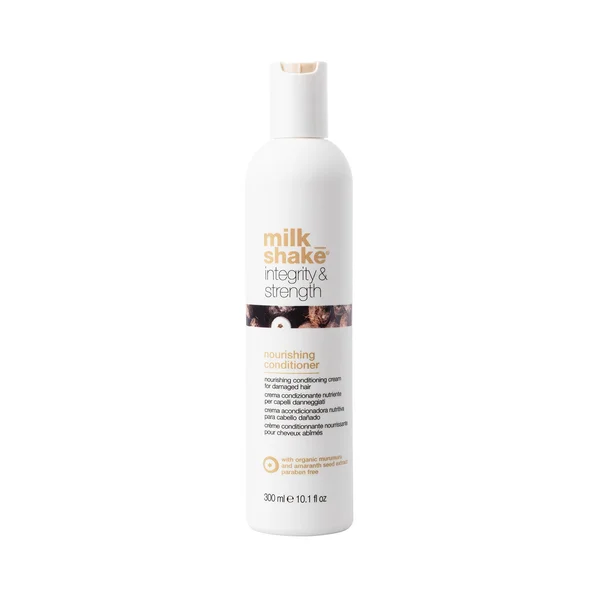 milk
shake®
integrity &
strength
nourishing
conditioner
nourishing conditioning cream
for damaged hair
crema condizionante nutriente
per capelli danneggiati
crema acondicionadora nutritiva
para cabello dañado
crème conditionnante nourrissante
pour cheveux abîmés
with organic muru muru
and amaranth seed extract
paraben free
300 ml e 10.1 fl oz